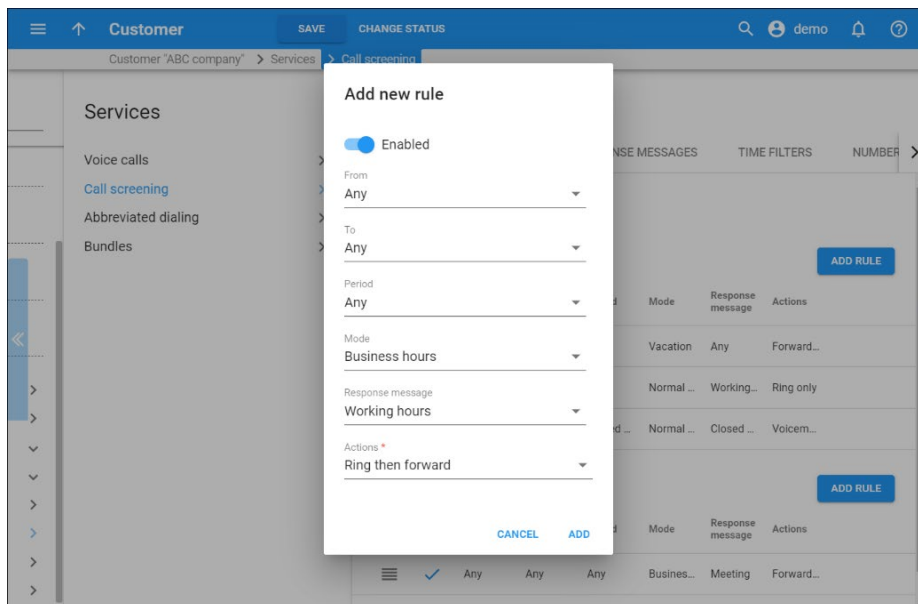 Customer SAVE CHANGE STATUS demo
Customer "ABC company" Services Call screening
Services
Voice calls
Call screening
Abbreviated dialing
Bundles
Add new rule
Enabled
From
Any
To
Any
Period
Any
Mode
Business hours
Response message
Working hours
Actions *
Ring then forward
CANCEL ADD
NSE MESSAGES TIME FILTERS NUMBER
ADD RULE
Mode Response message Actions
Vacation Any Forward...
Normal ... Working... Ring only
Normal ... Closed ... Voicem...
ADD RULE
Mode Response message Actions
Any Any Any Busines... Meeting Forward...